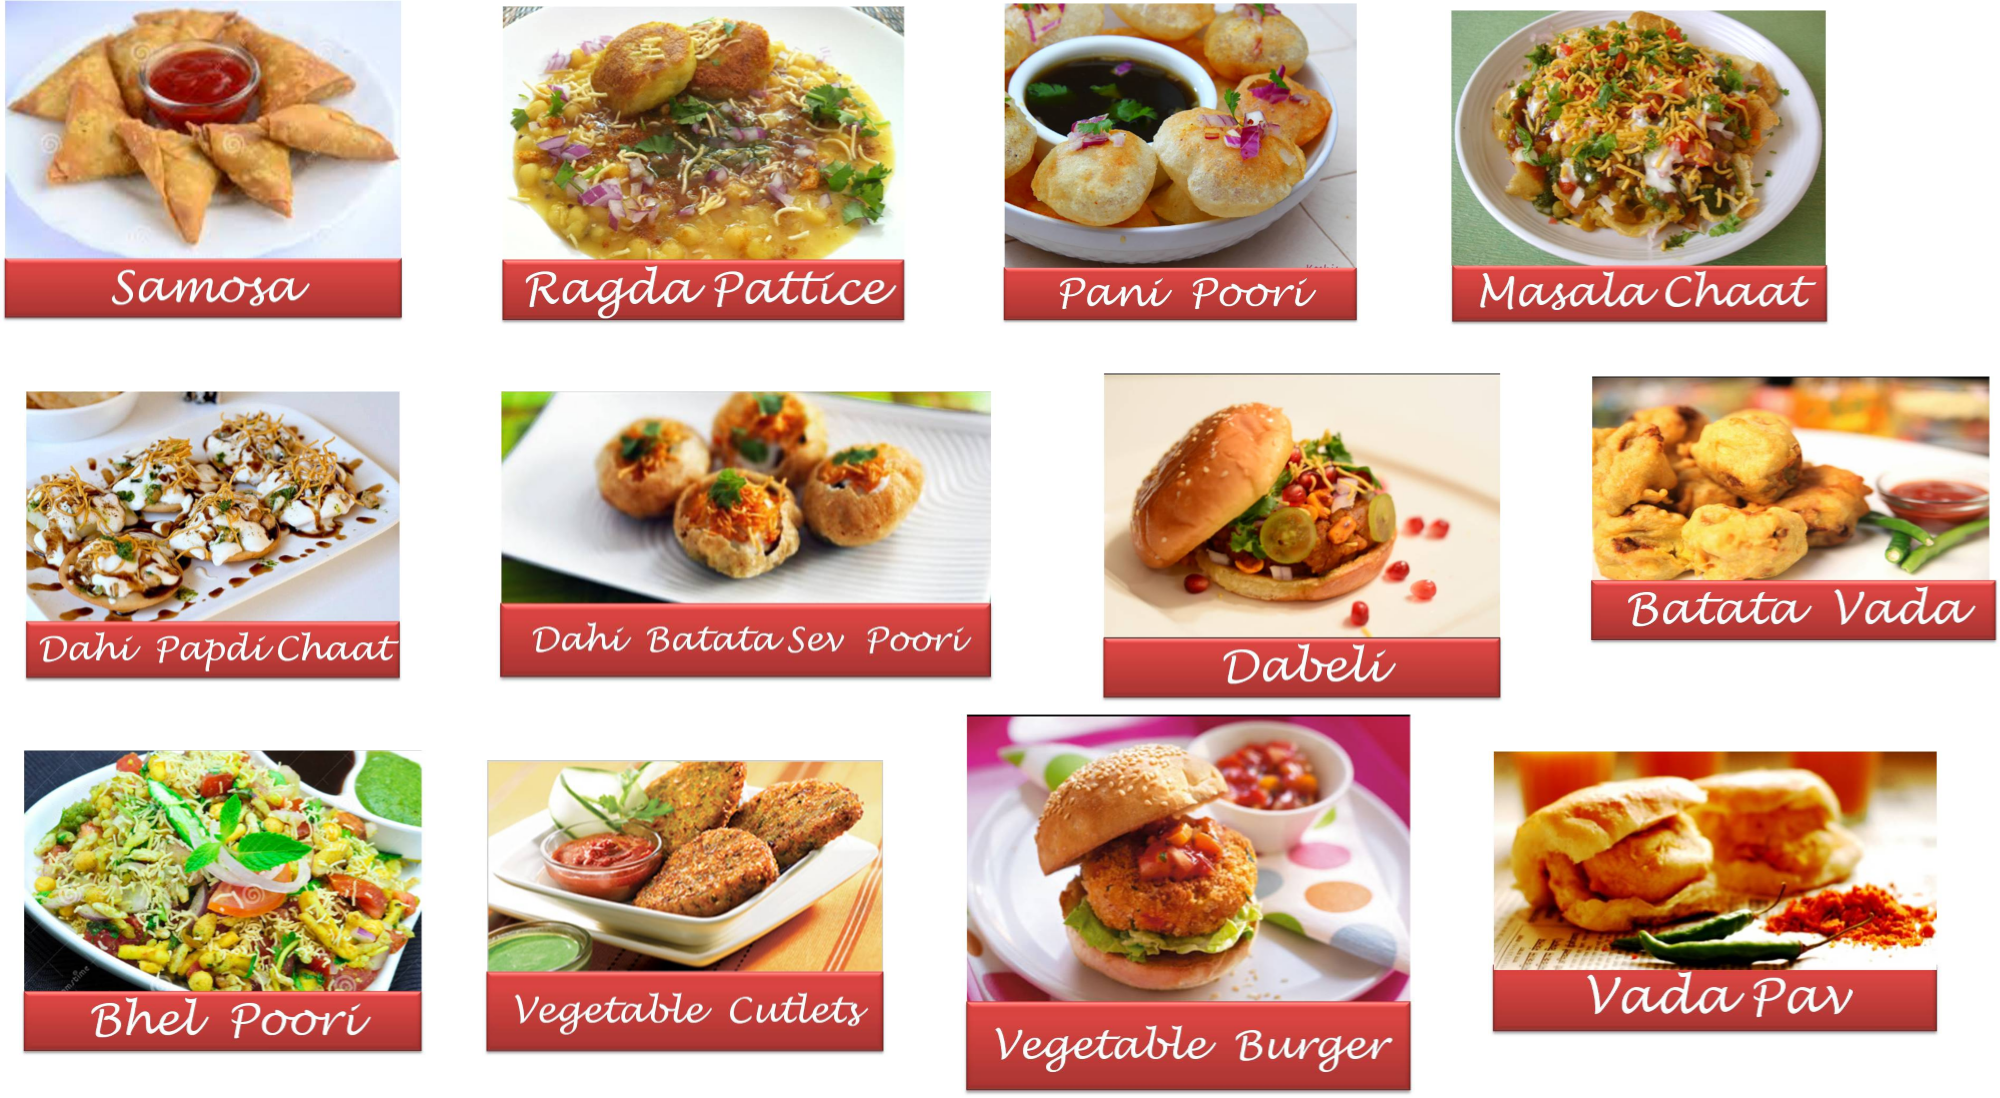 Samosa
Ragda Pattice
Pani Poori
Masala Chaat
Dahi Papdi Chaat
Dahi Batata Sev Poori
Dabeli
Batata Vada
Bhel Poori
Vegetable Cutlets
Vegetable Burger
Vada Pav